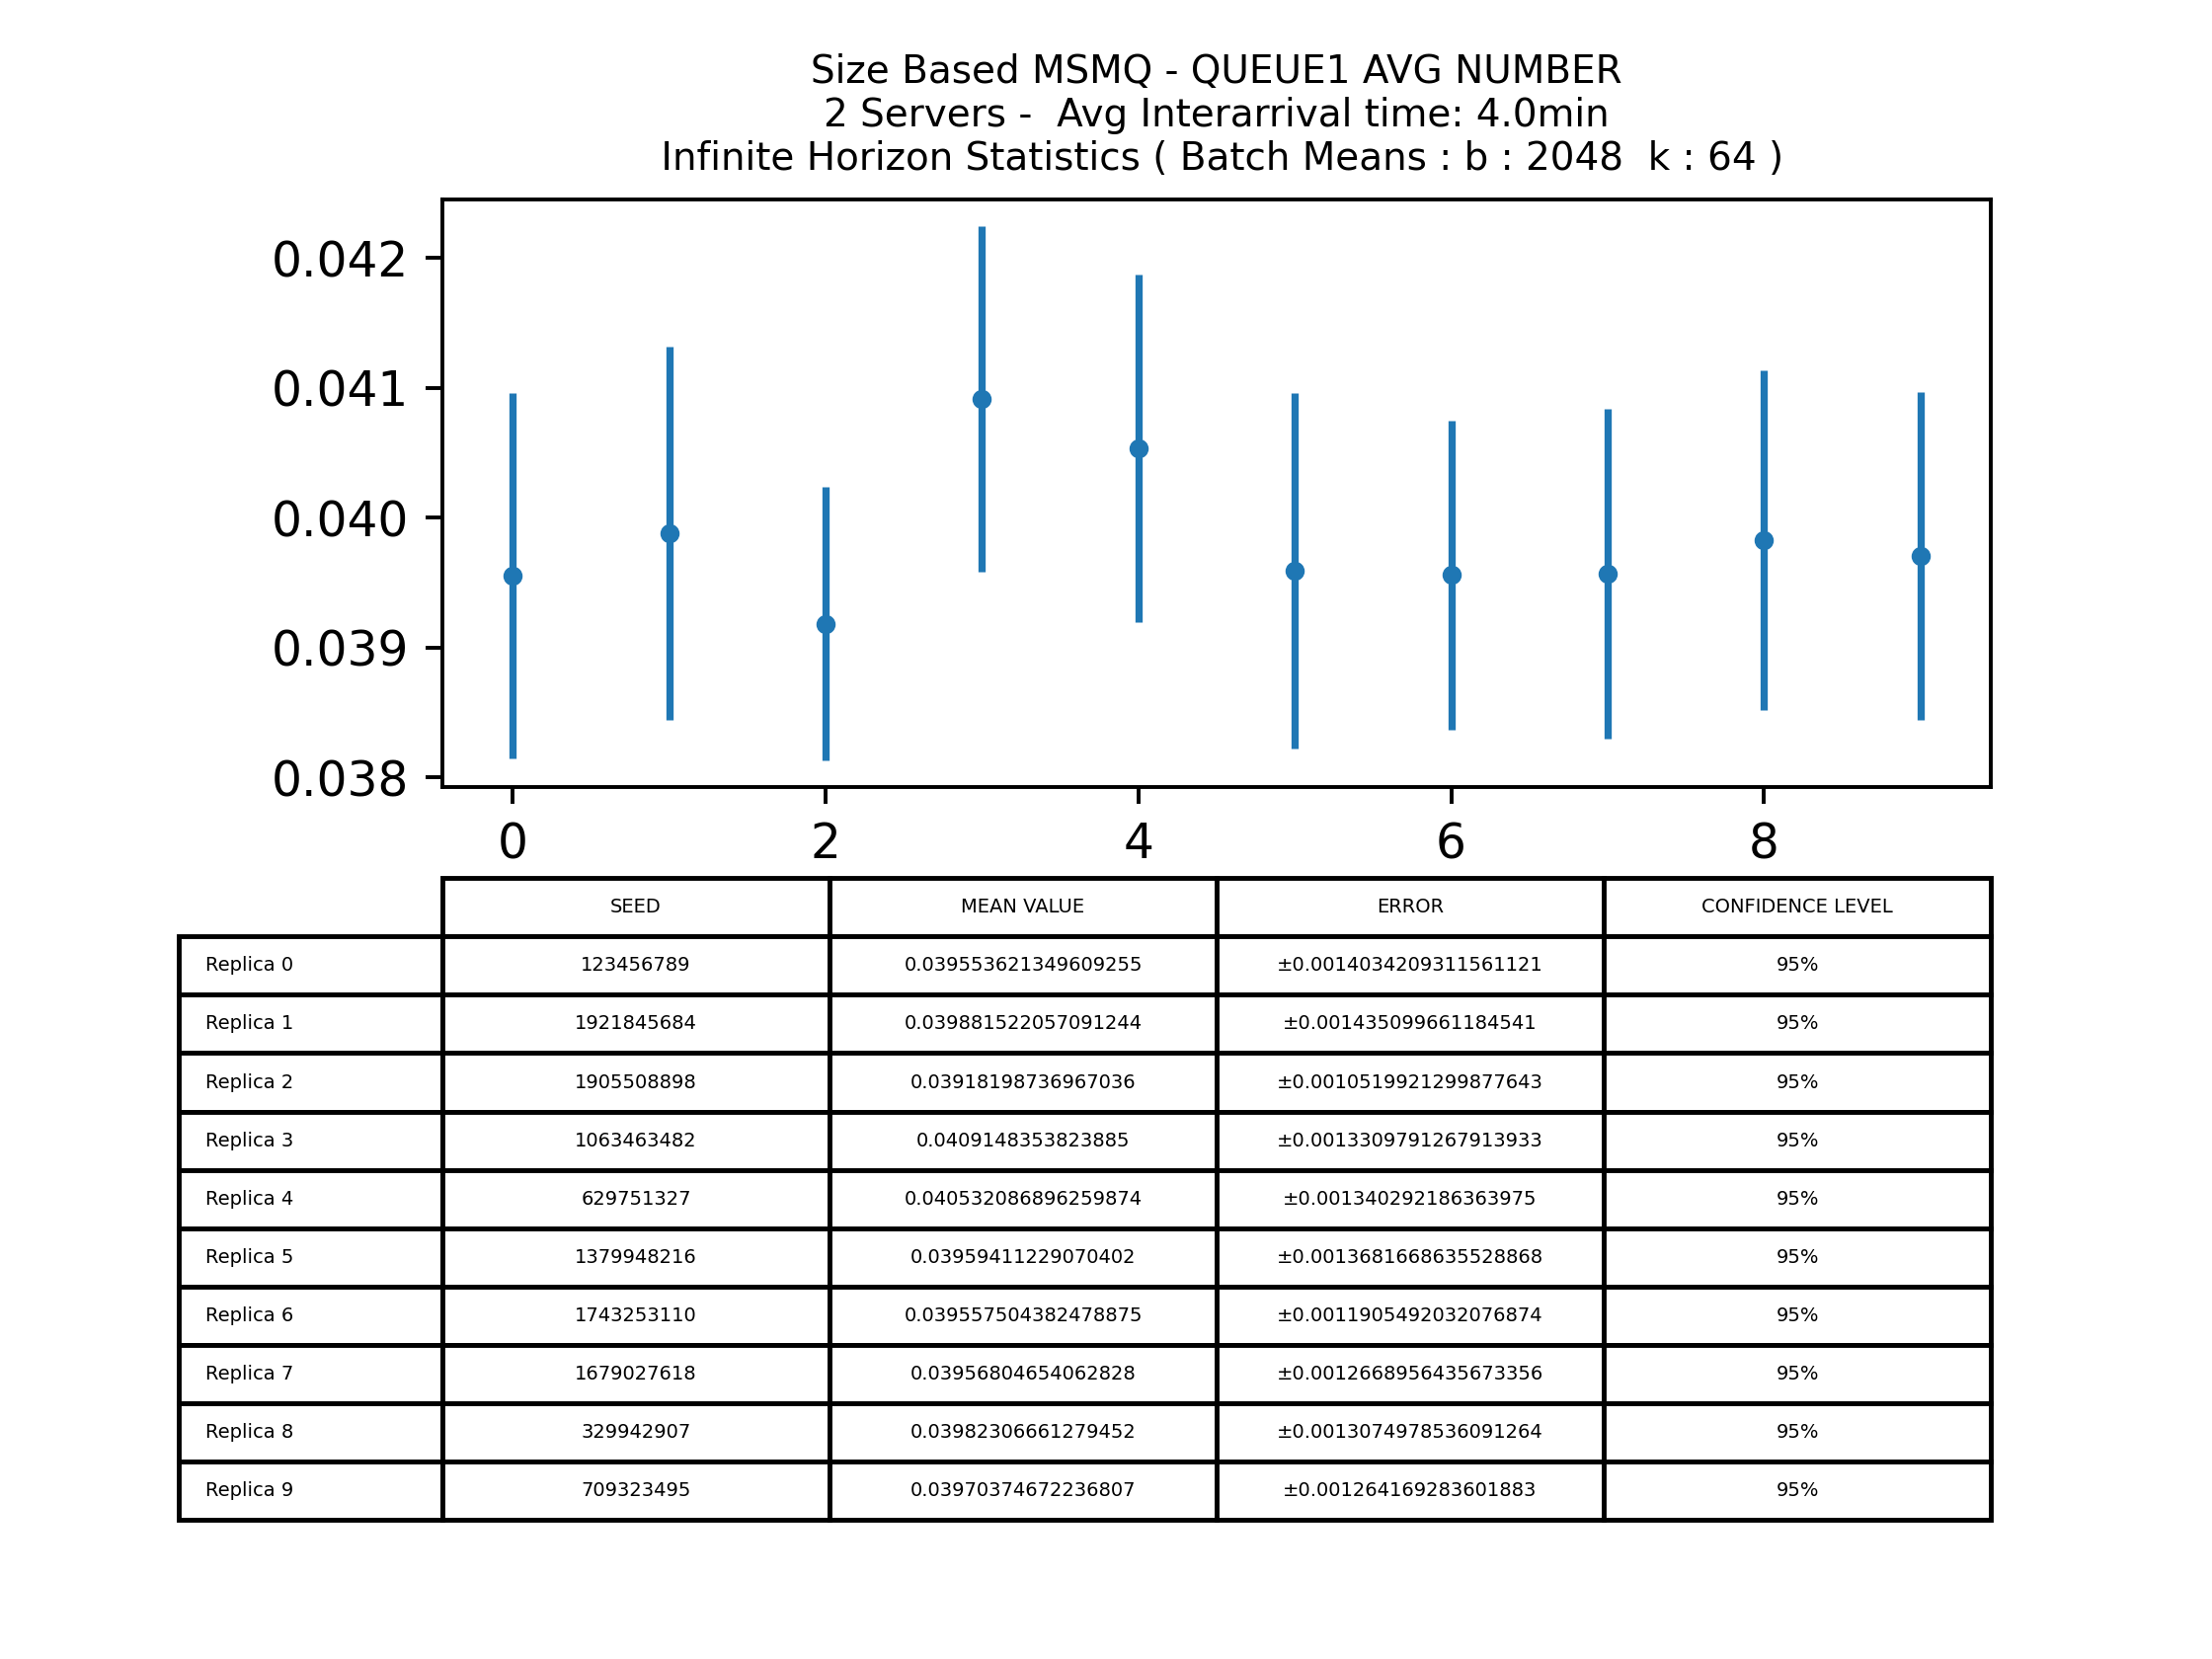 Size Based MSMQ - QUEUE1 AVG NUMBER
2 Servers -  Avg Interarrival time: 4.0min
Infinite Horizon Statistics ( Batch Means : b : 2048  k : 64 )
0.042
0.041
0.040
0.039
0.038
0 2 4 6 8
SEED MEAN VALUE ERROR CONFIDENCE LEVEL
Replica 0 123456789 0.039553621349609255 ±0.0014034209311561121 95%
Replica 1 1921845684 0.039881522057091244 ±0.001435099661184541 95%
Replica 2 1905508898 0.03918198736967036 ±0.0010519921299877643 95%
Replica 3 1063463482 0.0409148353823885 ±0.0013309791267913933 95%
Replica 4 629751327 0.040532086896259874 ±0.001340292186363975 95%
Replica 5 1379948216 0.03959411229070402 ±0.0013681668635528868 95%
Replica 6 1743253110 0.039557504382478875 ±0.0011905492032076874 95%
Replica 7 1679027618 0.03956804654062828 ±0.0012668956435673356 95%
Replica 8 329942907 0.03982306661279452 ±0.0013074978536091264 95%
Replica 9 709323495 0.03970374672236807 ±0.001264169283601883 95%